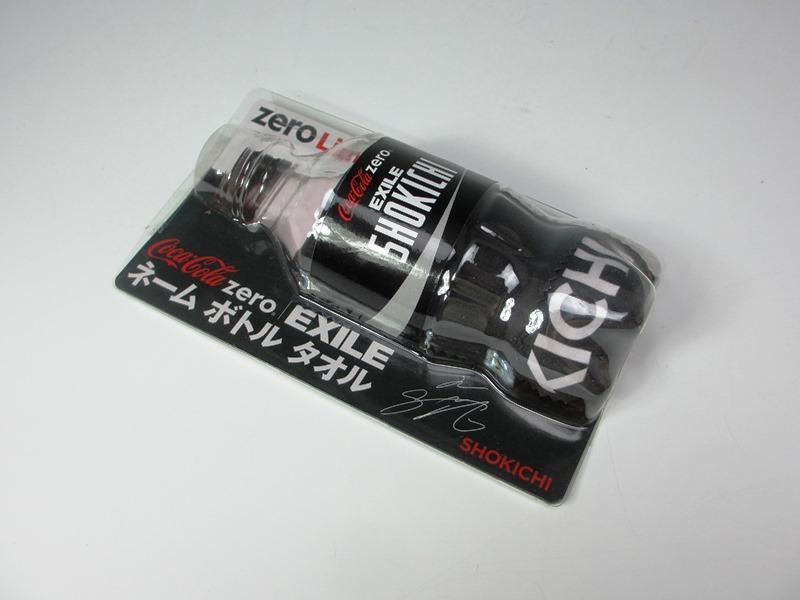 zero Li
Coca-Cola zero
EXILE
SHOKICHI
KICHI
Coca-Cola zero EXILE
ネーム ボトル タオル
SHOKICHI